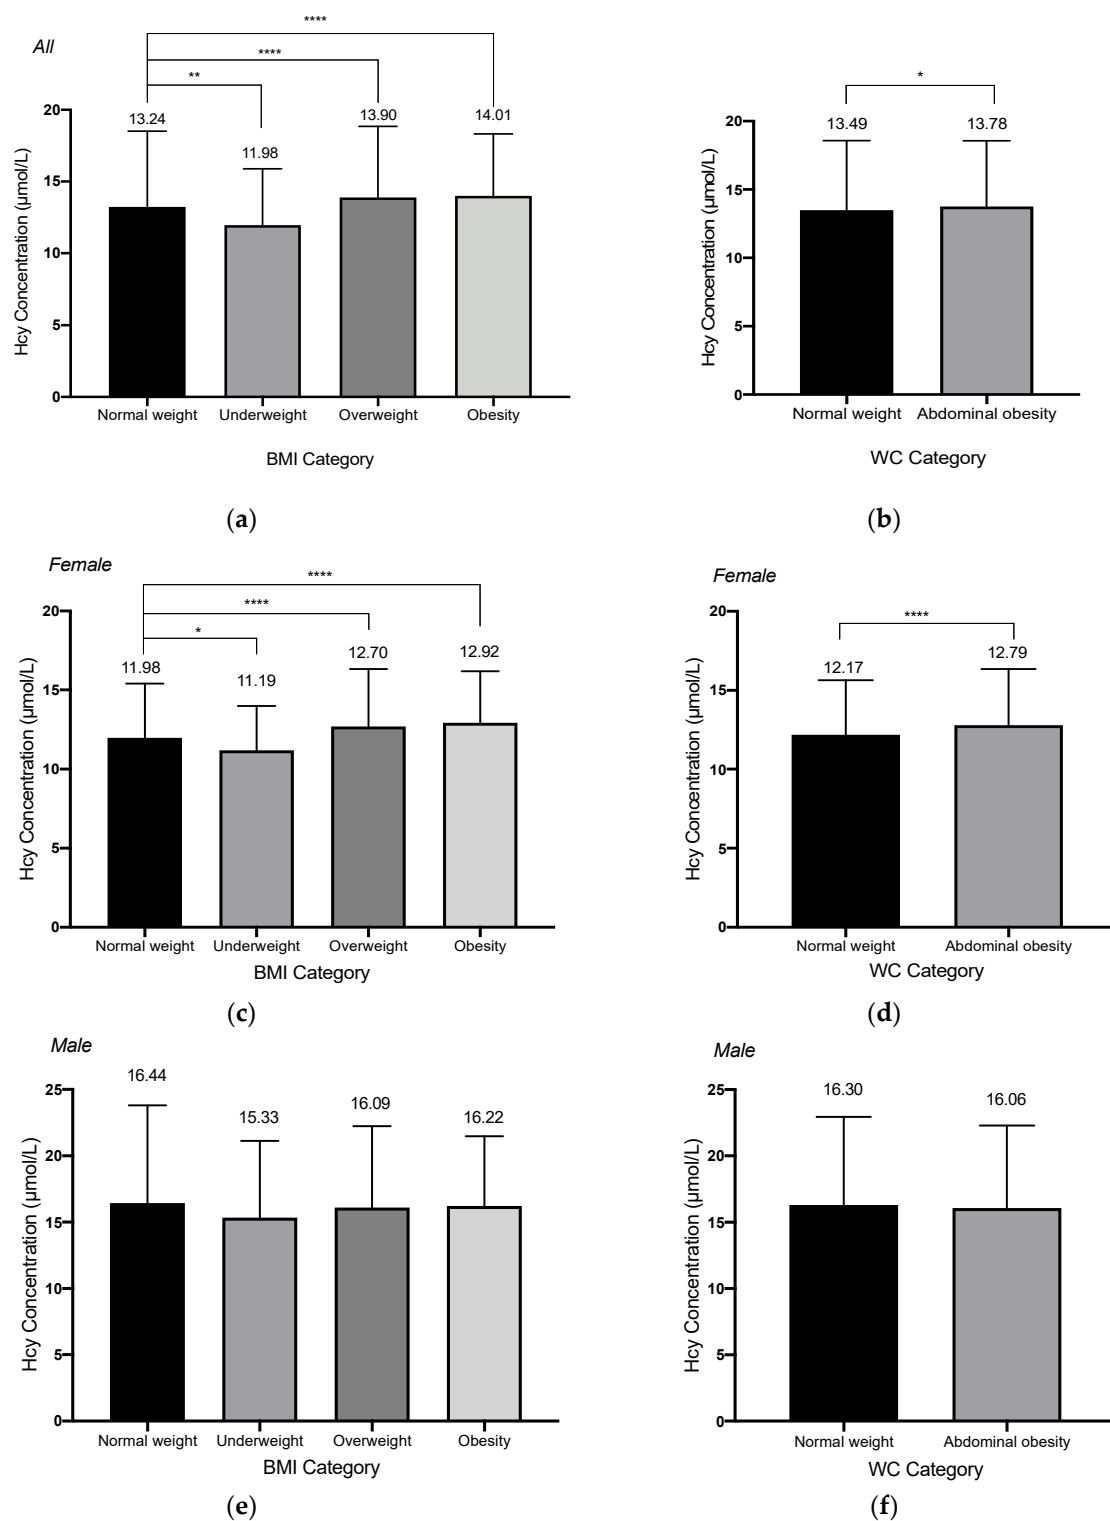 All
****
****
**
Hcy Concentration (µmol/L)
20
15
10
5
0
13.24
11.98
13.90
14.01
Normal weight Underweight Overweight Obesity
BMI Category
(a)
*
Hcy Concentration (µmol/L)
20
15
10
5
0
13.49
13.78
Normal weight Abdominal obesity
WC Category
(b)
Female
****
****
*
Hcy Concentration (µmol/L)
20
15
10
5
0
11.98
11.19
12.70
12.92
Normal weight Underweight Overweight Obesity
BMI Category
(c)
Female
****
Hcy Concentration (µmol/L)
20
15
10
5
0
12.17
12.79
Normal weight Abdominal obesity
WC Category
(d)
Male
Hcy Concentration (µmol/L)
25
20
15
10
5
0
16.44
15.33
16.09
16.22
Normal weight Underweight Overweight Obesity
BMI Category
(e)
Male
Hcy Concentration (µmol/L)
25
20
15
10
5
0
16.30
16.06
Normal weight Abdominal obesity
WC Category
(f)